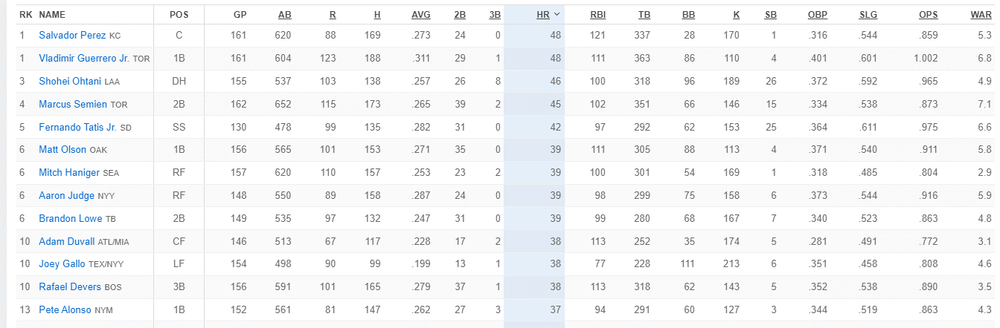 RK NAME POS GP AB R H AVG 2B 3B HR RBI TB BB K SB OBP SLG OPS WAR
1 Salvador Perez KC C 161 620 88 169 .273 24 0 48 121 337 28 170 1 .316 .544 .859 5.3
1 Vladimir Guerrero Jr. TOR 1B 161 604 123 188 .311 29 1 48 111 363 86 110 4 .401 .601 1.002 6.8
3 Shohei Ohtani LAA DH 155 537 103 138 .257 26 8 46 100 318 96 189 26 .372 .592 .965 4.9
4 Marcus Semien TOR 2B 162 652 115 173 .265 39 2 45 102 351 66 146 15 .334 .538 .873 7.1
5 Fernando Tatis Jr. SD SS 130 478 99 135 .282 31 0 42 97 292 62 153 25 .364 .611 .975 6.6
6 Matt Olson OAK 1B 156 565 101 153 .271 35 0 39 111 305 88 113 4 .371 .540 .911 5.8
6 Mitch Haniger SEA RF 157 620 110 157 .253 23 2 39 100 301 54 169 1 .318 .485 .804 2.9
6 Aaron Judge NYY RF 148 550 89 158 .287 24 0 39 98 299 75 158 6 .373 .544 .916 5.9
6 Brandon Lowe TB 2B 149 535 97 132 .247 31 0 39 99 280 68 167 7 .340 .523 .863 4.8
10 Adam Duvall ATL/MIA CF 146 513 67 117 .228 17 2 38 113 252 35 174 5 .281 .491 .772 3.1
10 Joey Gallo TEX/NYY LF 154 498 90 99 .199 13 1 38 77 228 111 213 6 .351 .458 .808 4.6
10 Rafael Devers BOS 3B 156 591 101 165 .279 37 1 38 113 318 62 143 5 .352 .538 .890 3.5
13 Pete Alonso NYM 1B 152 561 81 147 .262 27 3 37 94 291 60 127 3 .344 .519 .863 4.3